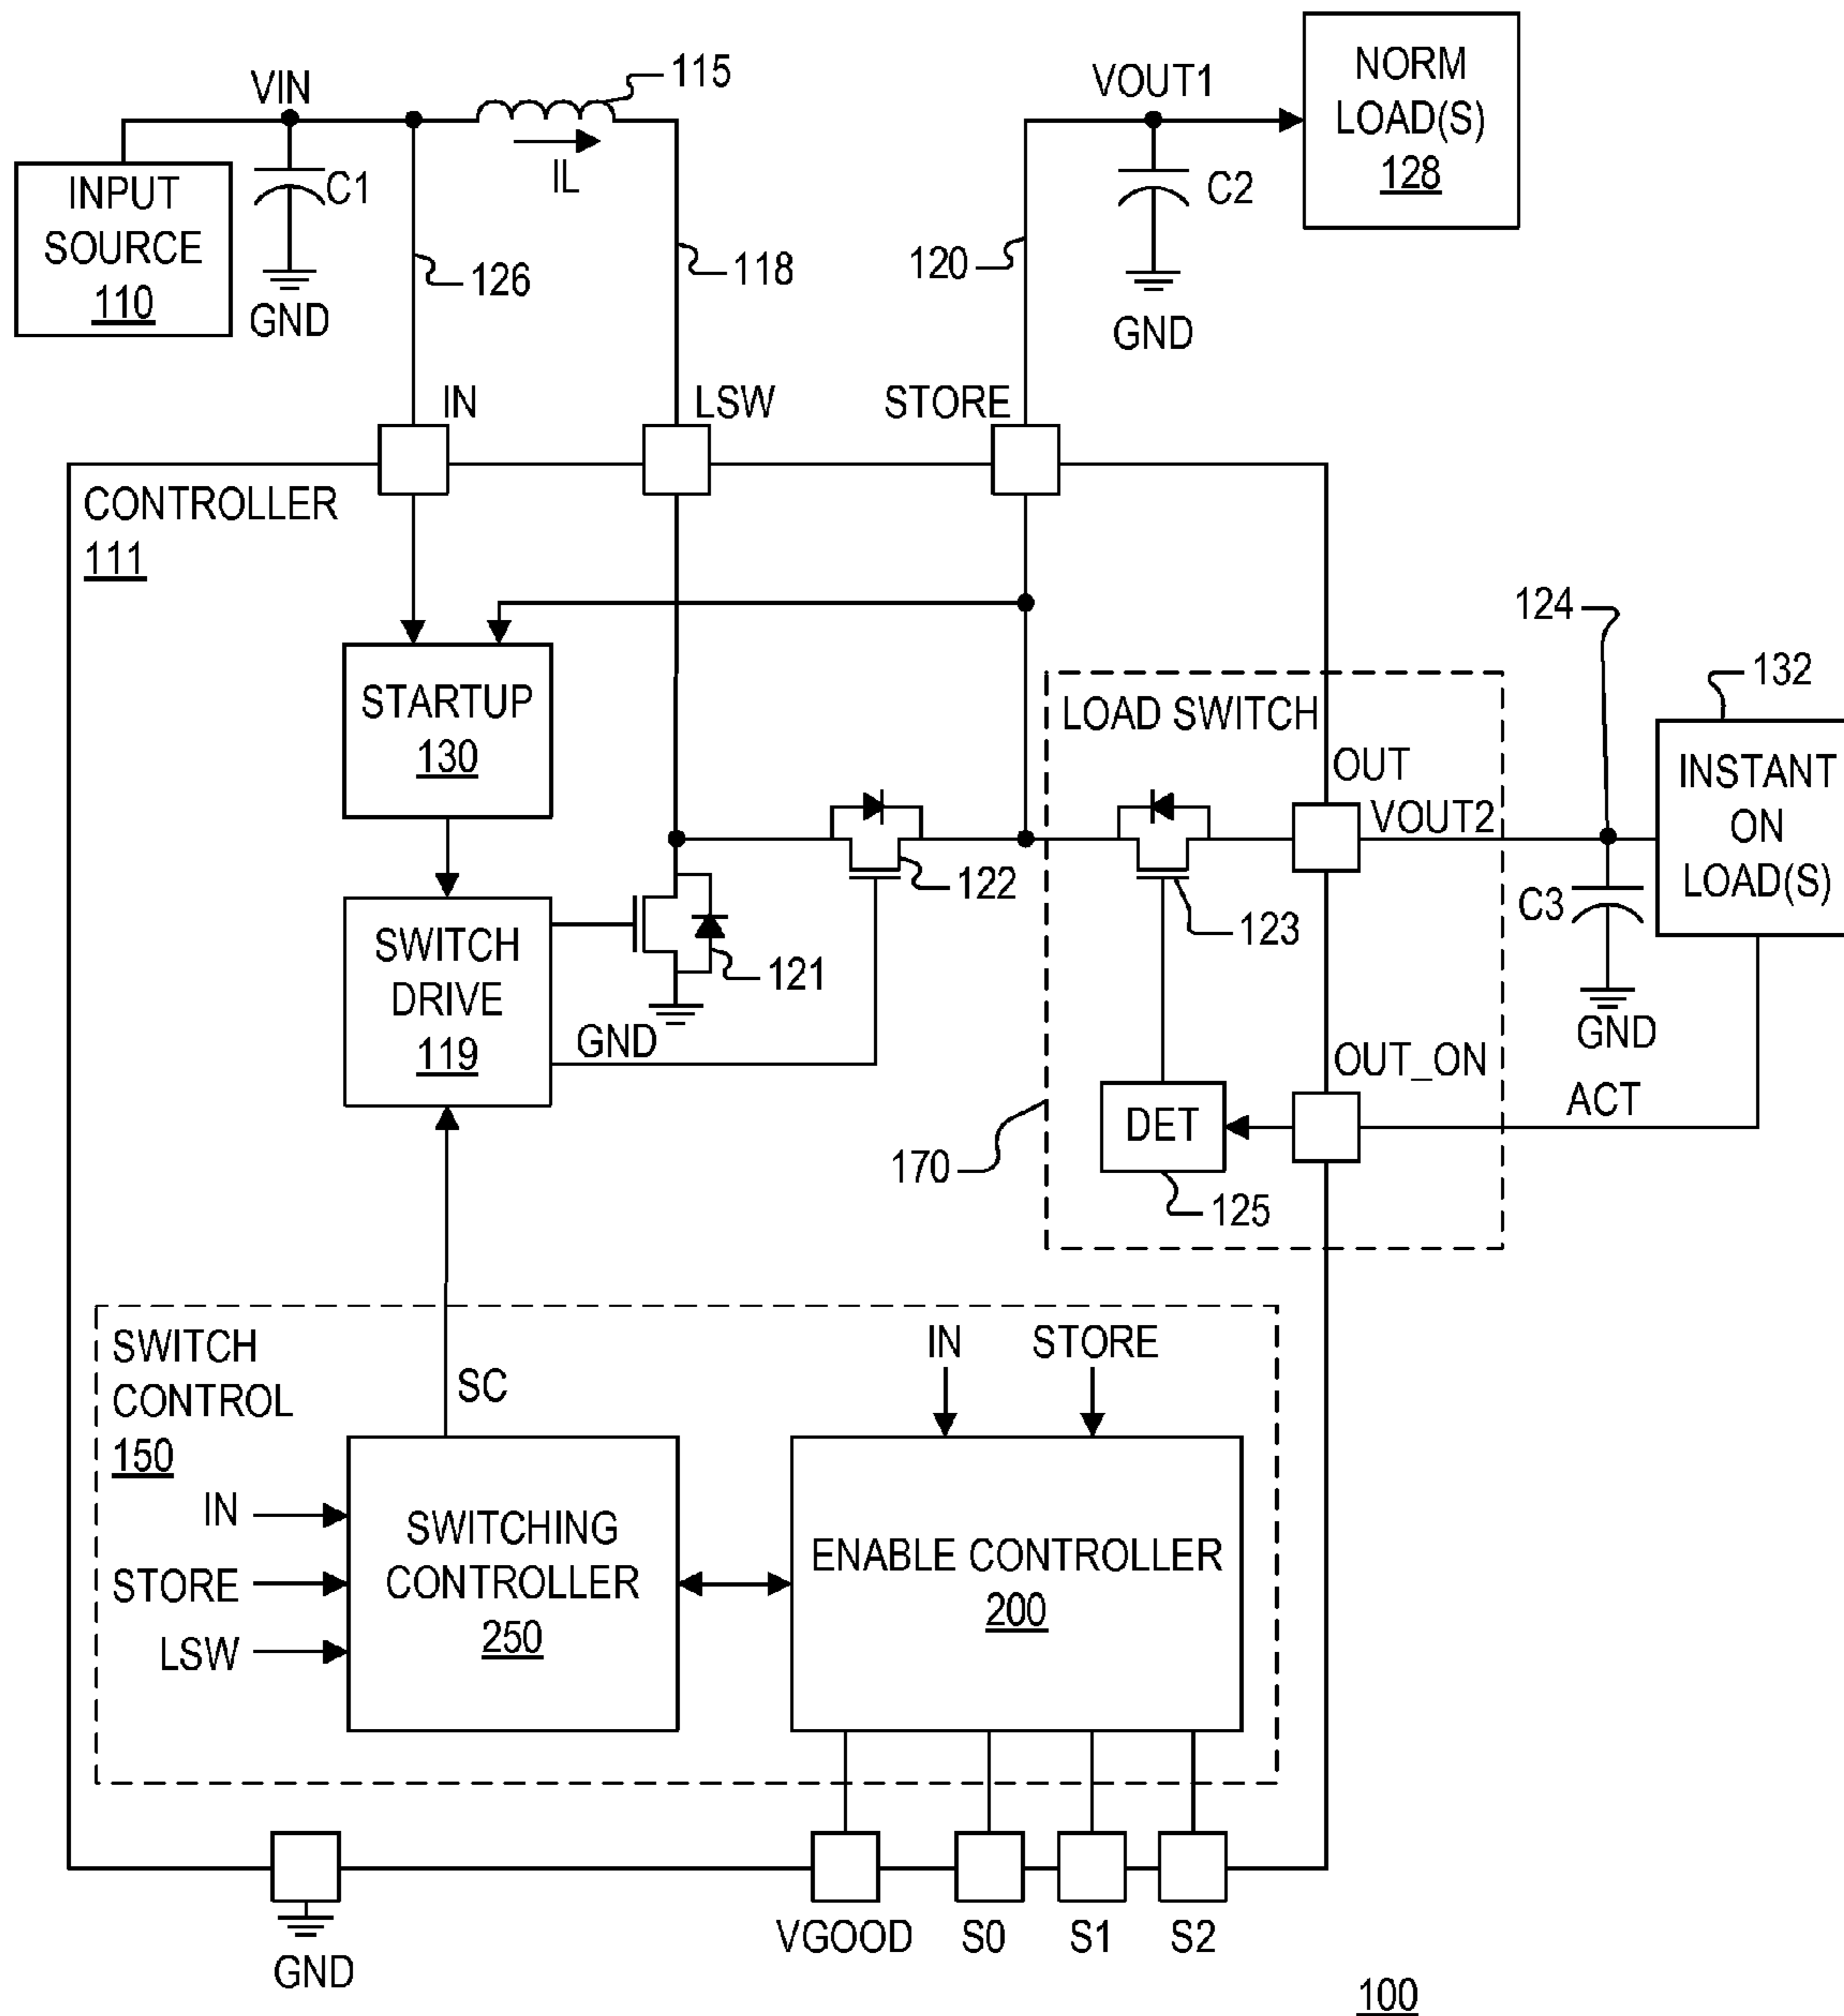 115
NORM
LOAD(S)
128
VIN
VOUT1
IL
INPUT
SOURCE
110
C1
C2
126
118
120
GND
GND
IN
LSW
STORE
CONTROLLER
111
124
132
STARTUP
130
LOAD SWITCH
OUT
VOUT2
INSTANT
ON
LOAD(S)
122
123
C3
SWITCH
DRIVE
119
121
GND
GND
OUT_ON
ACT
DET
170
125
SWITCH
CONTROL
150
SC
IN
STORE
IN
STORE
LSW
SWITCHING
CONTROLLER
250
ENABLE CONTROLLER
200
GND
VGOOD
S0
S1
S2
100